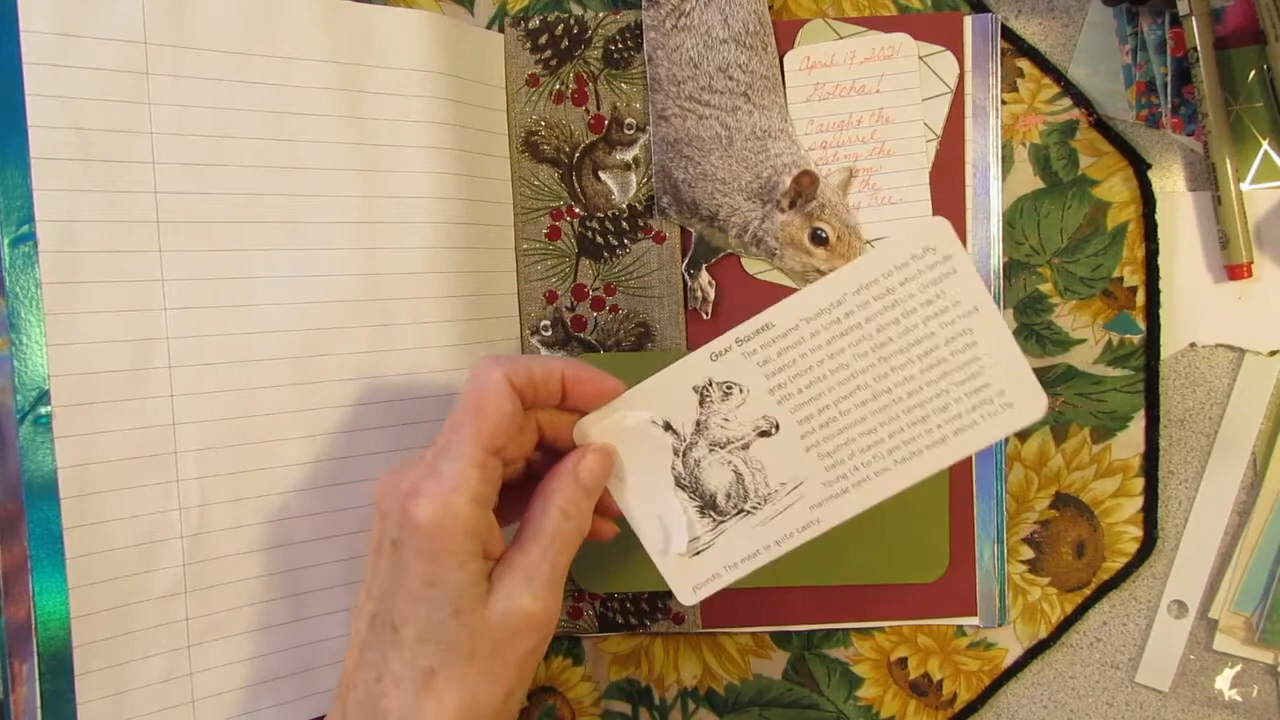 April 17, 2021
Gotcha!
Caught the
squirrel
eating the
the
tree.
GRAY SQUIRREL
The nickname "bushytail" refers to his fluffy
tail, almost as long as his body which lends
balance in his amazing acrobatics. Grizzled
gray (more or less rusty along the back)
with a white belly. (The black color phase is
common in northern Pennsylvania.) The hind
legs are powerful, the front paws dainty
and agile for handling nuts, seeds, fruits
and occasional insects and mushrooms.
Squirrels may build temporary "nests,"
balls of leaves and twigs high in trees.
Young (4 to 5) are born in a tree cavity or
manmade nest box. Adults weigh about 1 to 1½
pounds. The meat is quite tasty.